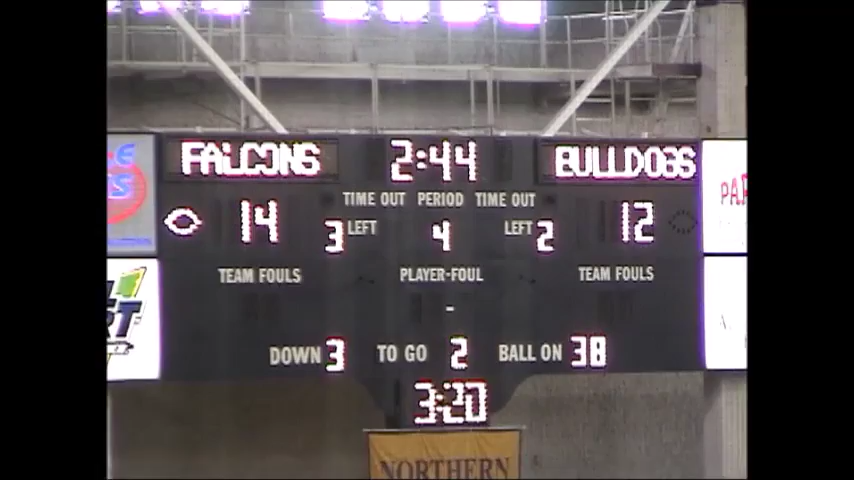 FALCONS 2:44 BULLDOGS
TIME OUT PERIOD TIME OUT
14 3 LEFT 4 LEFT 2 12
TEAM FOULS PLAYER-FOUL TEAM FOULS
-
DOWN 3 TO GO 2 BALL ON 38
3:20
NORTHERN